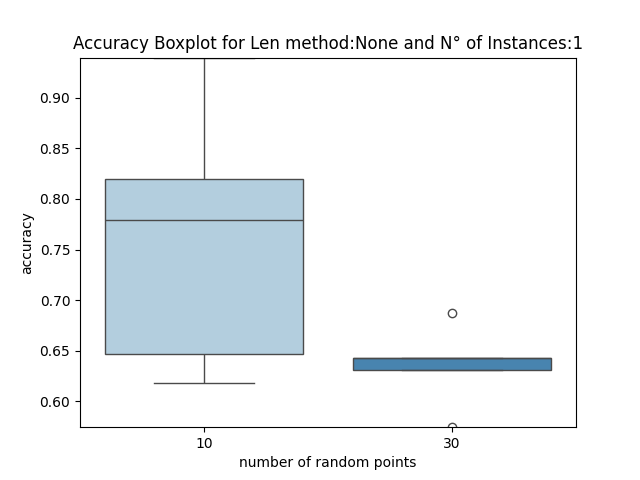 Accuracy Boxplot for Len method:None and N° of Instances:1
accuracy
0.90
0.85
0.80
0.75
0.70
0.65
0.60
10 30
number of random points